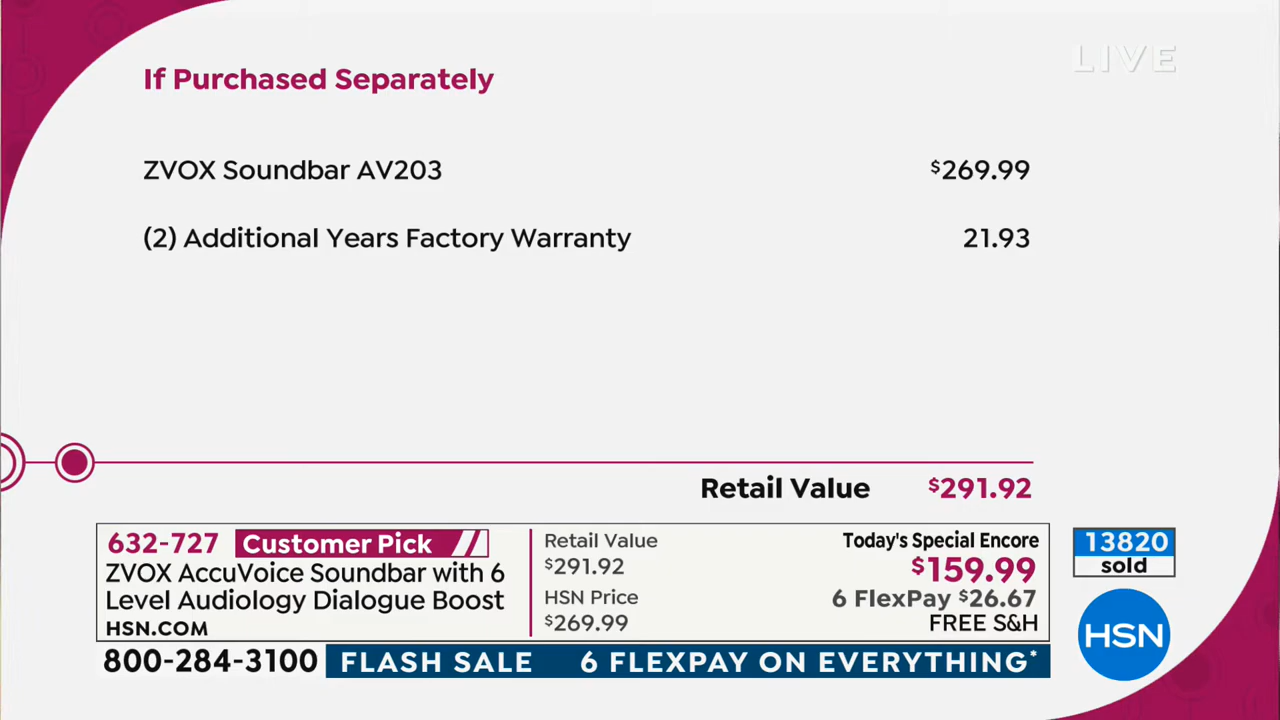 LIVE
If Purchased Separately
ZVOX Soundbar AV203 $269.99
(2) Additional Years Factory Warranty 21.93
Retail Value $291.92
632-727 Customer Pick
ZVOX AccuVoice Soundbar with 6
Level Audiology Dialogue Boost
HSN.COM
Retail Value
$291.92
HSN Price
$269.99
Today's Special Encore
$159.99
6 FlexPay $26.67
FREE S&H
13820
sold
HSN
800-284-3100 FLASH SALE 6 FLEXPAY ON EVERYTHING*